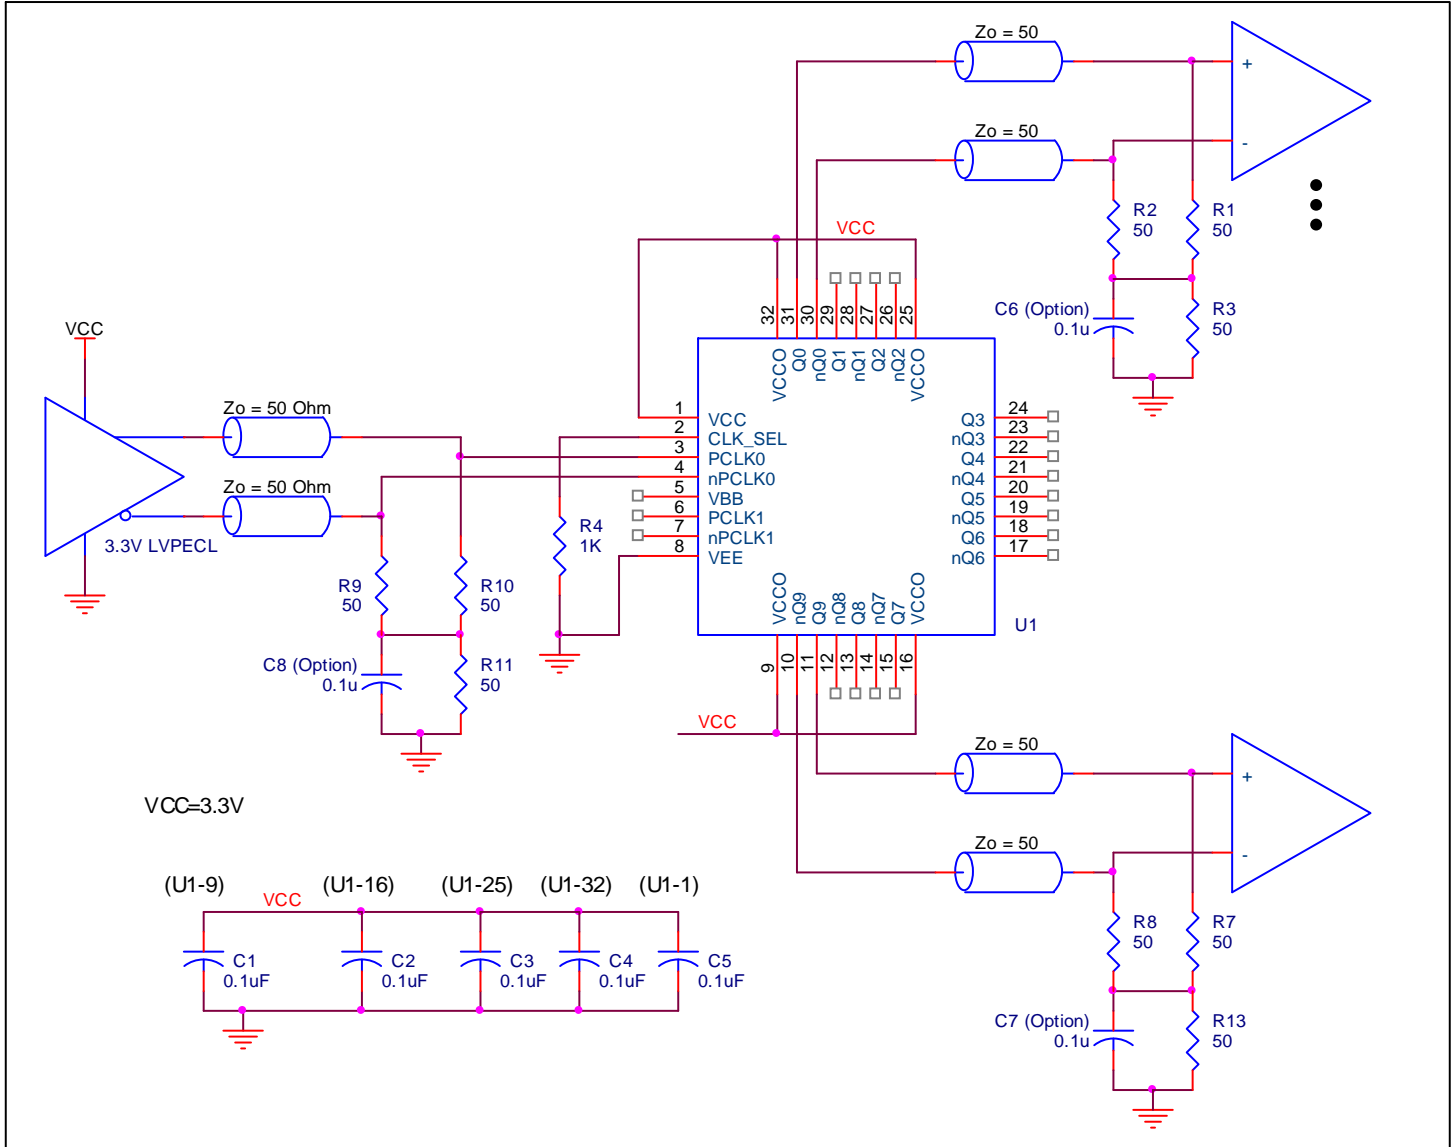 Zo = 50
+
Zo = 50
-
R2
50
R1
50
VCC
C6 (Option)
0.1u
R3
50
32
31
30
29
28
27
26
25
VCCO
Q0
nQ0
Q1
nQ1
Q2
nQ2
VCCO
VCC
Zo = 50 Ohm
Zo = 50 Ohm
3.3V LVPECL
1
2
3
4
5
6
7
8
VCC
CLK_SEL
PCLK0
nPCLK0
VBB
PCLK1
nPCLK1
VEE
Q3
nQ3
Q4
nQ4
Q5
nQ5
Q6
nQ6
24
23
22
21
20
19
18
17
R4
1K
R9
50
R10
50
C8 (Option)
0.1u
R11
50
VCCO
nQ9
Q9
nQ8
Q8
nQ7
Q7
VCCO
U1
9
10
11
12
13
14
15
16
VCC
Zo = 50
+
Zo = 50
-
R8
50
R7
50
C7 (Option)
0.1u
R13
50
VCC=3.3V
(U1-9)
(U1-16)
(U1-25)
(U1-32)
(U1-1)
VCC
C1
0.1uF
C2
0.1uF
C3
0.1uF
C4
0.1uF
C5
0.1uF